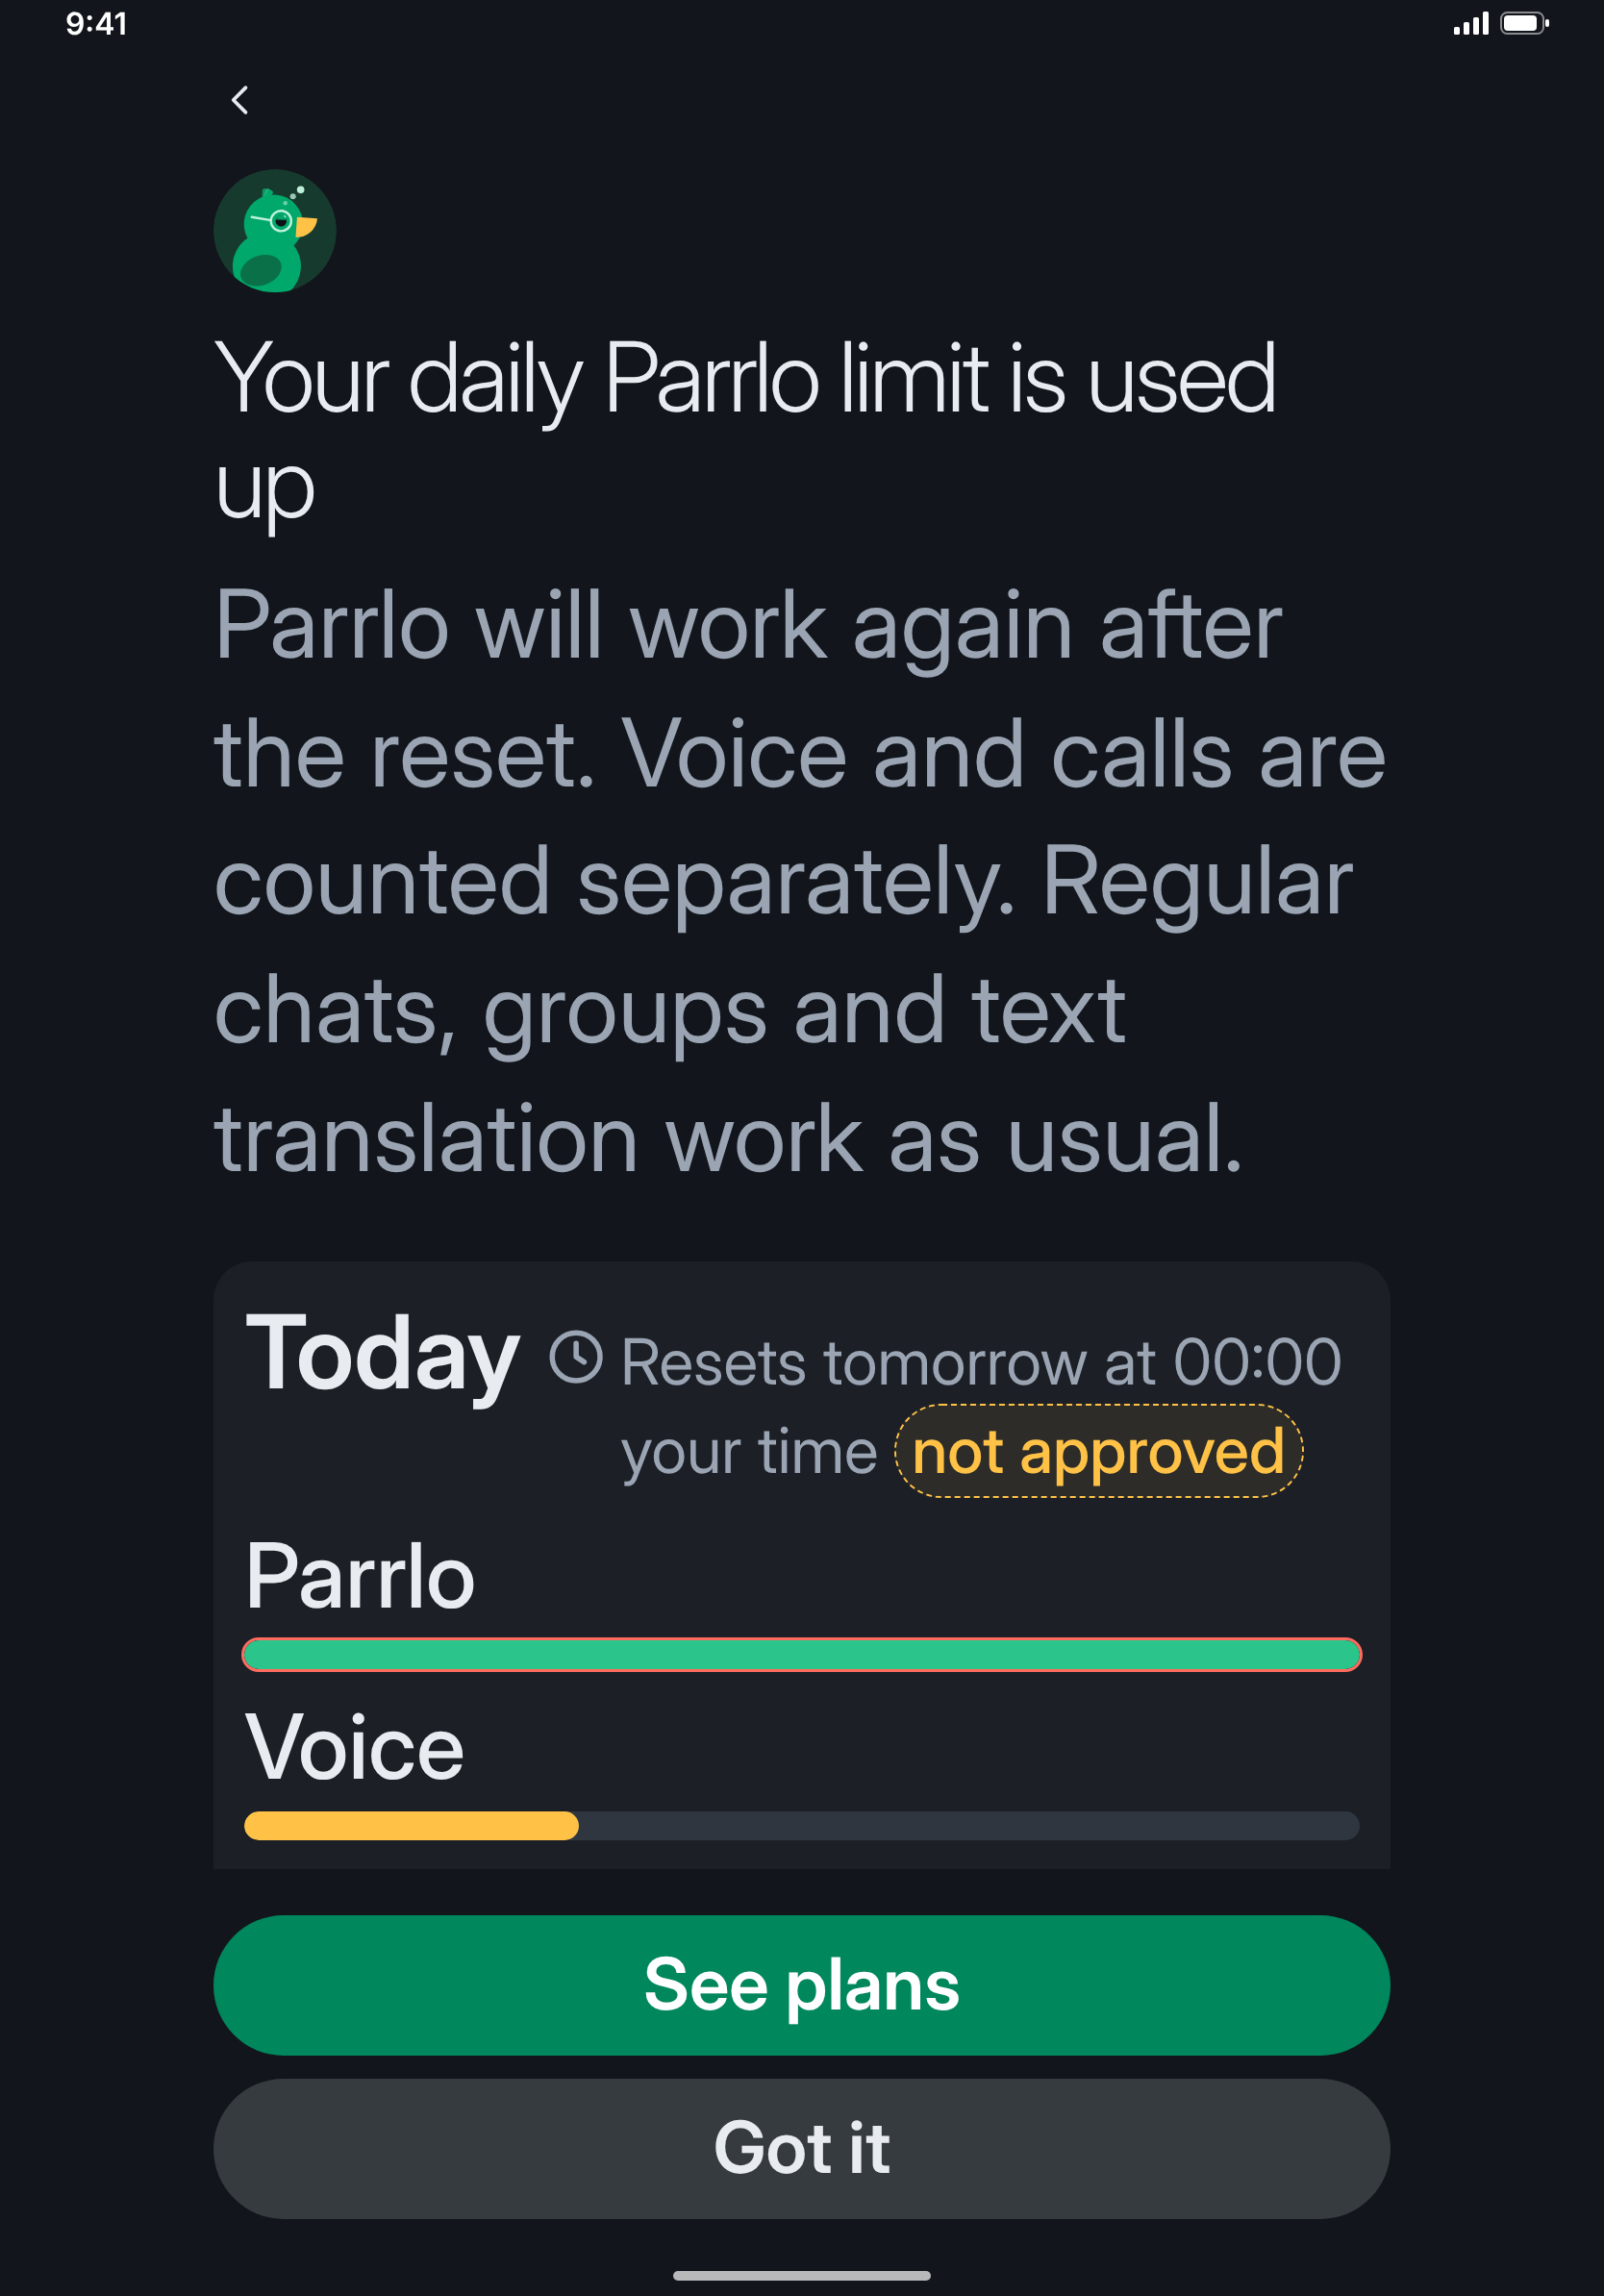 9:41
Your daily Parrlo limit is used
up
Parrlo will work again after
the reset. Voice and calls are
counted separately. Regular
chats, groups and text
translation work as usual.
Today
Resets tomorrow at 00:00
your time not approved
Parrlo
Voice
See plans
Got it